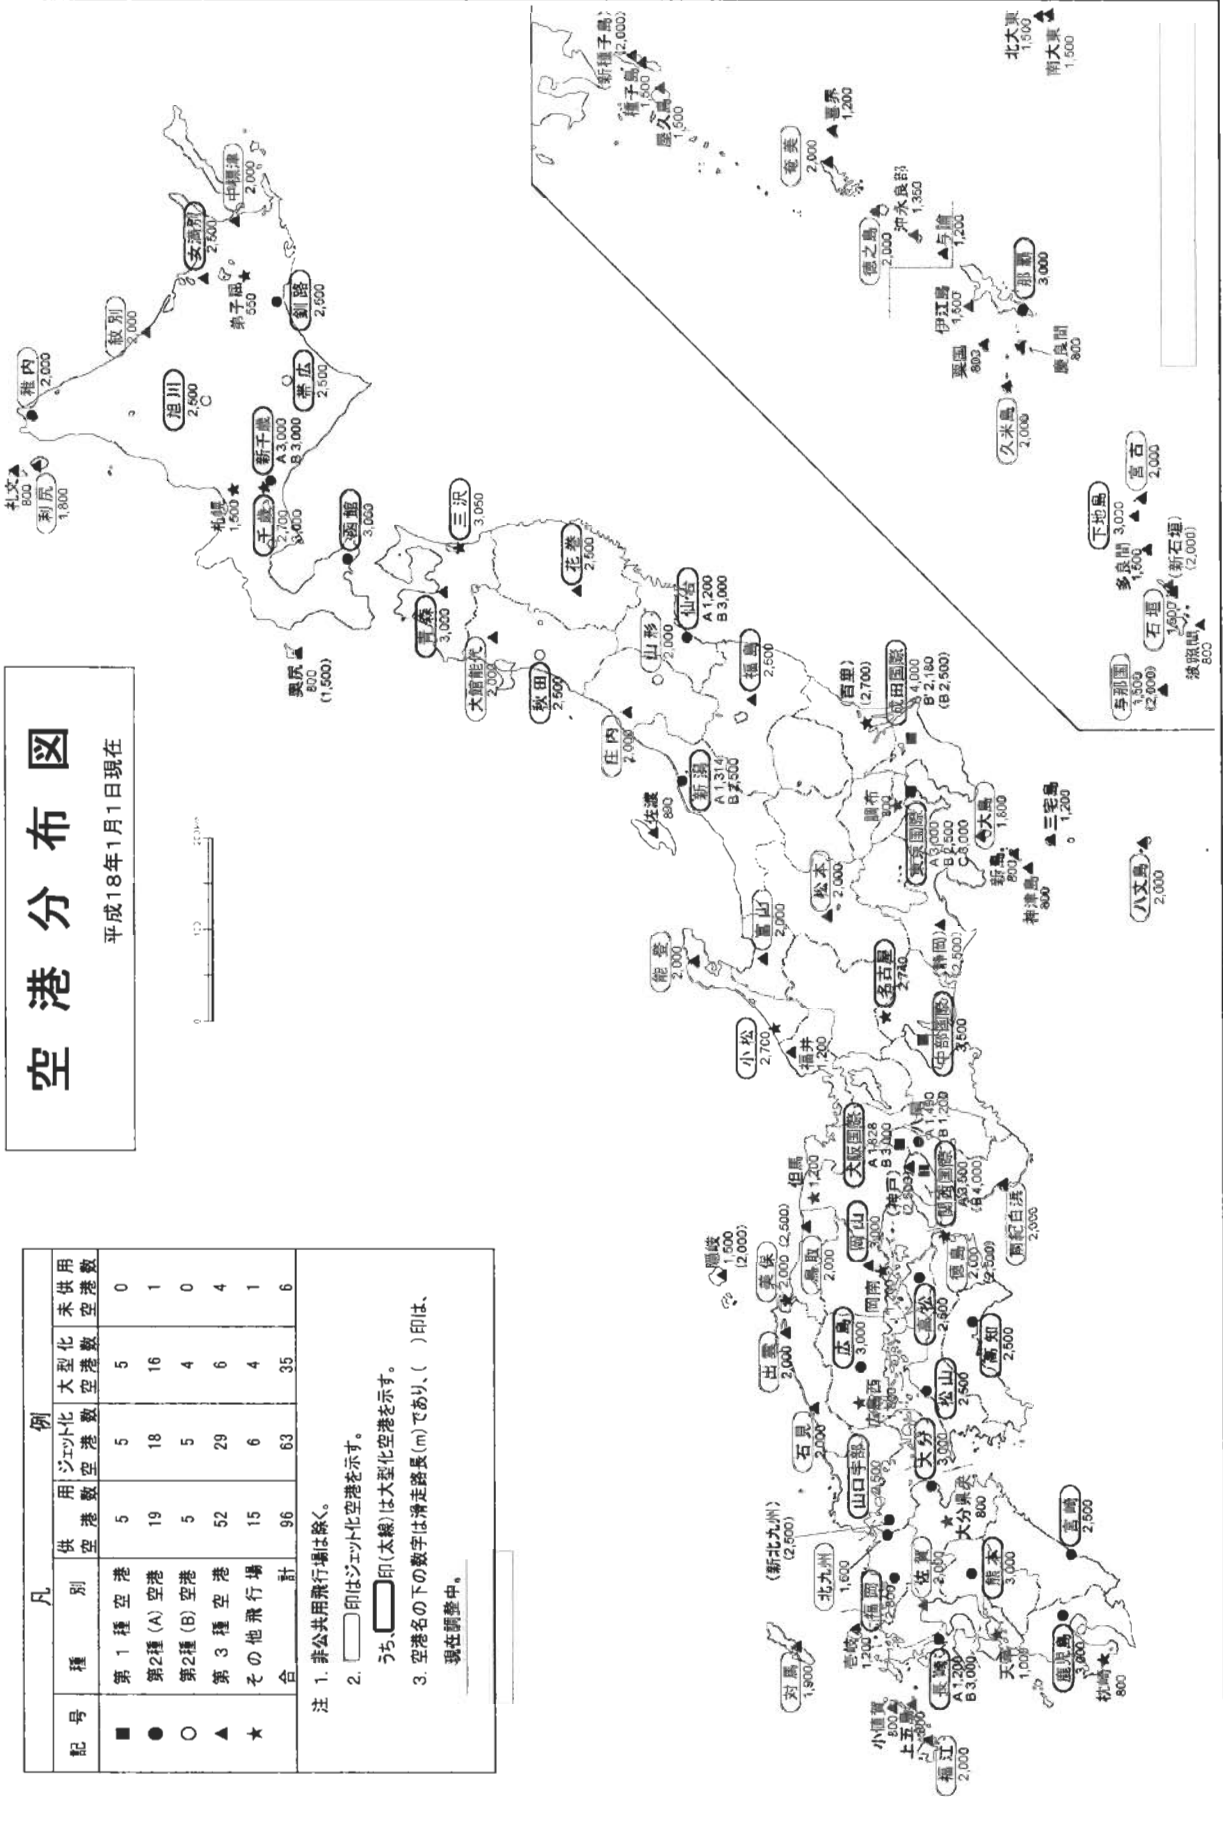 空港分布図
平成18年1月1日現在
0 100 200km
凡例
記号 種別 供用空港数 ジェット化空港数 大型化空港数 未供用空港数
■ 第1種空港 5 5 5 0
● 第2種(A)空港 19 18 16 1
○ 第2種(B)空港 5 5 4 0
▲ 第3種空港 52 29 6 4
★ その他飛行場 15 6 4 1
合計 96 63 35 6
注 1. 非公共用飛行場は除く。
2. 印はジェット化空港を示す。
うち、印(太線)は大型化空港を示す。
3. 空港名の下の数字は滑走路長(m)であり、( )印は、
現在調整中。
礼文
800
利尻
1,800
稚内
2,000
紋別
2,000
女満別
2,500
中標津
2,000
旭川
2,500
弟子屈
550
釧路
2,500
帯広
2,500
札幌
1,500
新千歳
A 3,000
B 3,000
千歳
2,700
3,000
函館
3,000
奥尻
800
(1,500)
青森
3,000
三沢
3,050
大館能代
2,000
花巻
2,500
秋田
2,500
庄内
2,000
山形
2,000
仙台
A 1,200
B 3,000
福島
2,500
新潟
A 1,314
B 2,500
佐渡
890
(百里)
(2,700)
成田国際
A 4,000
B' 2,180
(B 2,500)
調布
800
東京国際
A 3,000
B 2,500
C 3,000
大島
1,800
新島
800
神津島
800
三宅島
1,200
八丈島
2,000
松本
2,000
富山
2,000
能登
2,000
小松
2,700
福井
1,200
名古屋
2,740
(静岡)
(2,500)
中部国際
3,500
大阪国際
A 1,828
B 3,000
八尾
A 1,490
B 1,200
但馬
1,200
(神戸)
(2,500)
関西国際
A 3,500
(B 4,000)
南紀白浜
2,000
隠岐
1,500
(2,000)
美保
2,000 (2,500)
鳥取
2,000
岡山
3,000
岡南
出雲
2,000
広島
3,000
広島西
石見
2,000
高松
2,500
徳島
2,000
(2,500)
高知
2,500
松山
2,500
山口宇部
2,500
(新北九州)
(2,500)
北九州
1,600
大分
3,000
大分県央
800
福岡
2,800
佐賀
2,000
熊本
3,000
宮崎
2,500
対馬
1,900
壱岐
1,200
小値賀
800
上五島
800
福江
2,000
長崎
A 1,200
B 3,000
天草
1,000
鹿児島
3,000
枕崎
800
(新種子島)
(2,000)
種子島
1,500
屋久島
1,500
奄美
2,000
喜界
1,200
徳之島
2,000
沖永良部
1,350
与論
1,200
伊江島
1,500
粟国
800
那覇
3,000
慶良間
800
久米島
2,000
北大東
1,500
南大東
1,500
下地島
3,000
宮古
2,000
多良間
1,500
(新石垣)
(2,000)
石垣
1,500
波照間
800
与那国
1,500
(2,000)